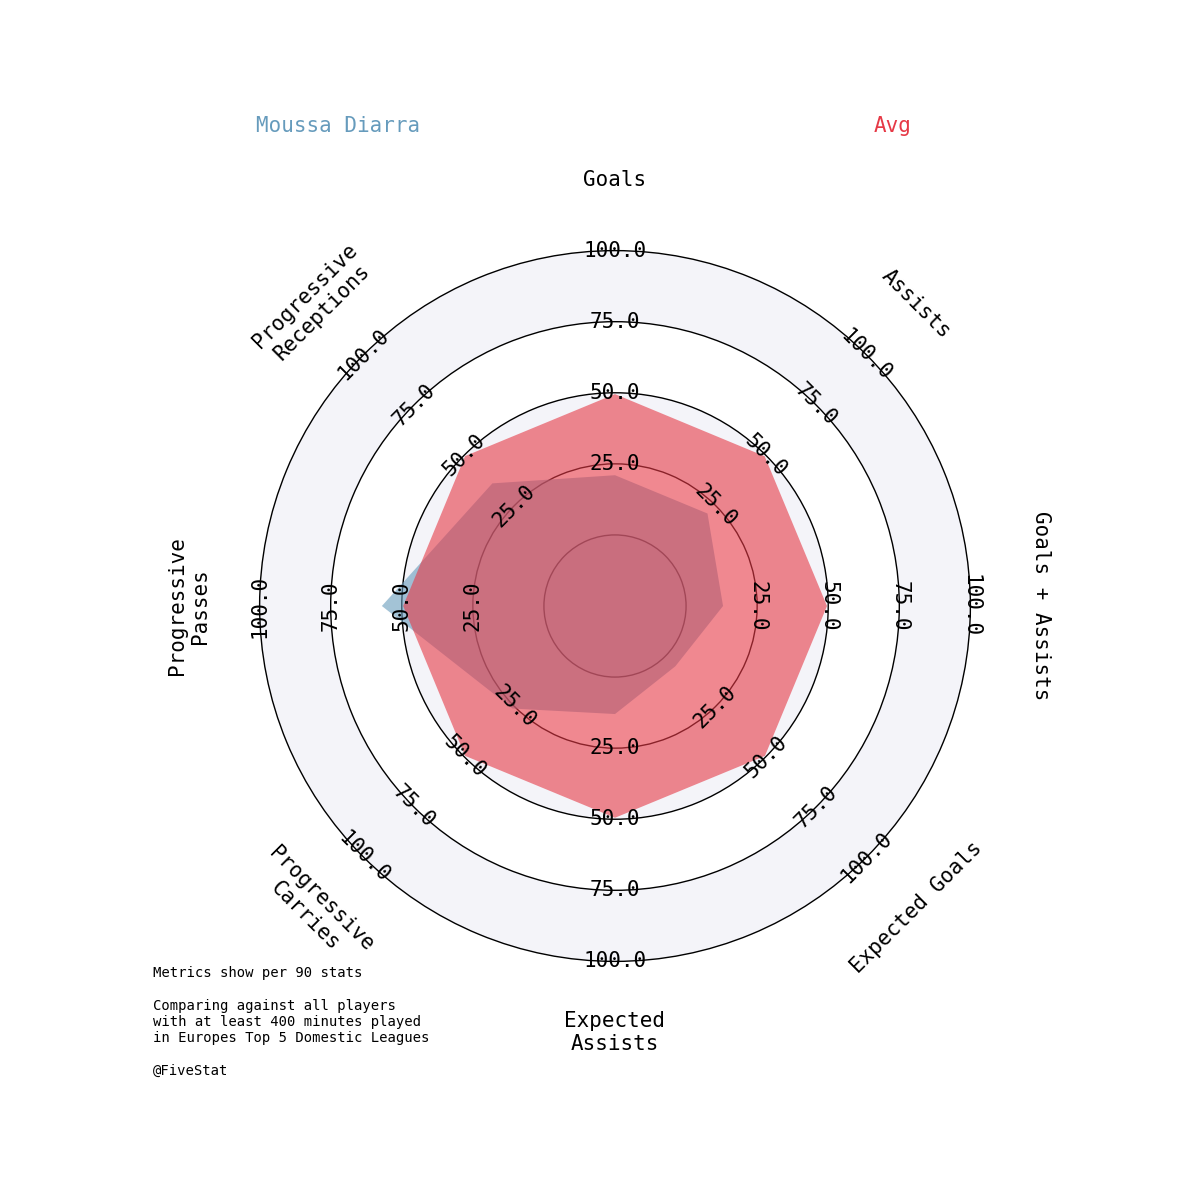 Moussa Diarra
Avg
Goals
Assists
Goals + Assists
Expected Goals
Expected
Assists
Progressive
Carries
Progressive
Passes
Progressive
Receptions
100.0
75.0
50.0
25.0
100.0
75.0
50.0
25.0
100.0
75.0
50.0
25.0
100.0
75.0
50.0
25.0
100.0
75.0
50.0
25.0
100.0
75.0
50.0
25.0
100.0
75.0
50.0
25.0
100.0
75.0
50.0
25.0
Metrics show per 90 stats
Comparing against all players
with at least 400 minutes played
in Europes Top 5 Domestic Leagues
@FiveStat